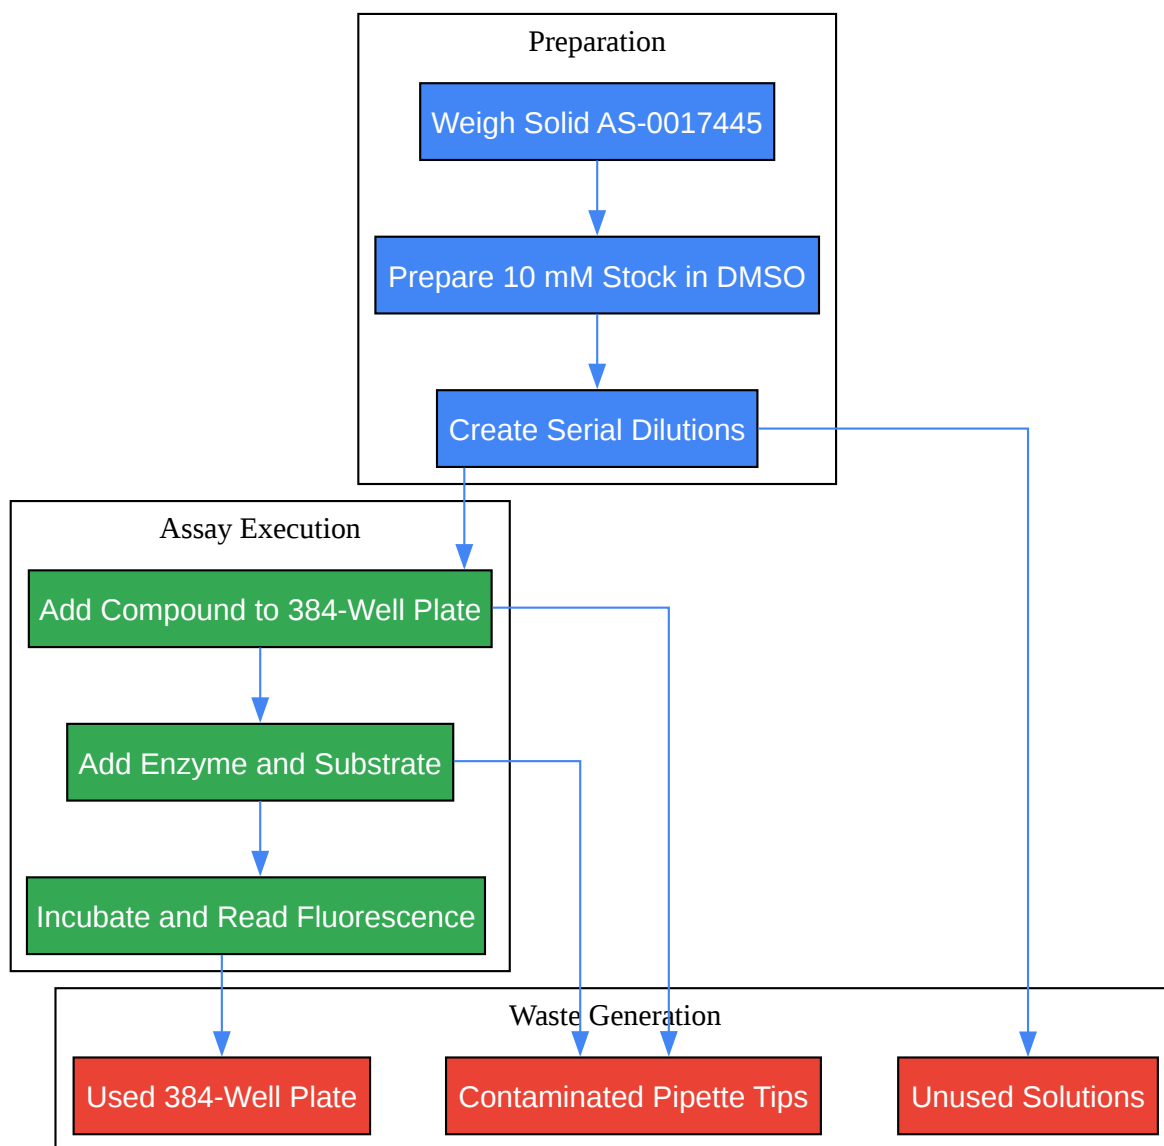 Preparation
Weigh Solid AS-0017445
Prepare 10 mM Stock in DMSO
Create Serial Dilutions
Assay Execution
Add Compound to 384-Well Plate
Add Enzyme and Substrate
Incubate and Read Fluorescence
Waste Generation
Used 384-Well Plate
Contaminated Pipette Tips
Unused Solutions